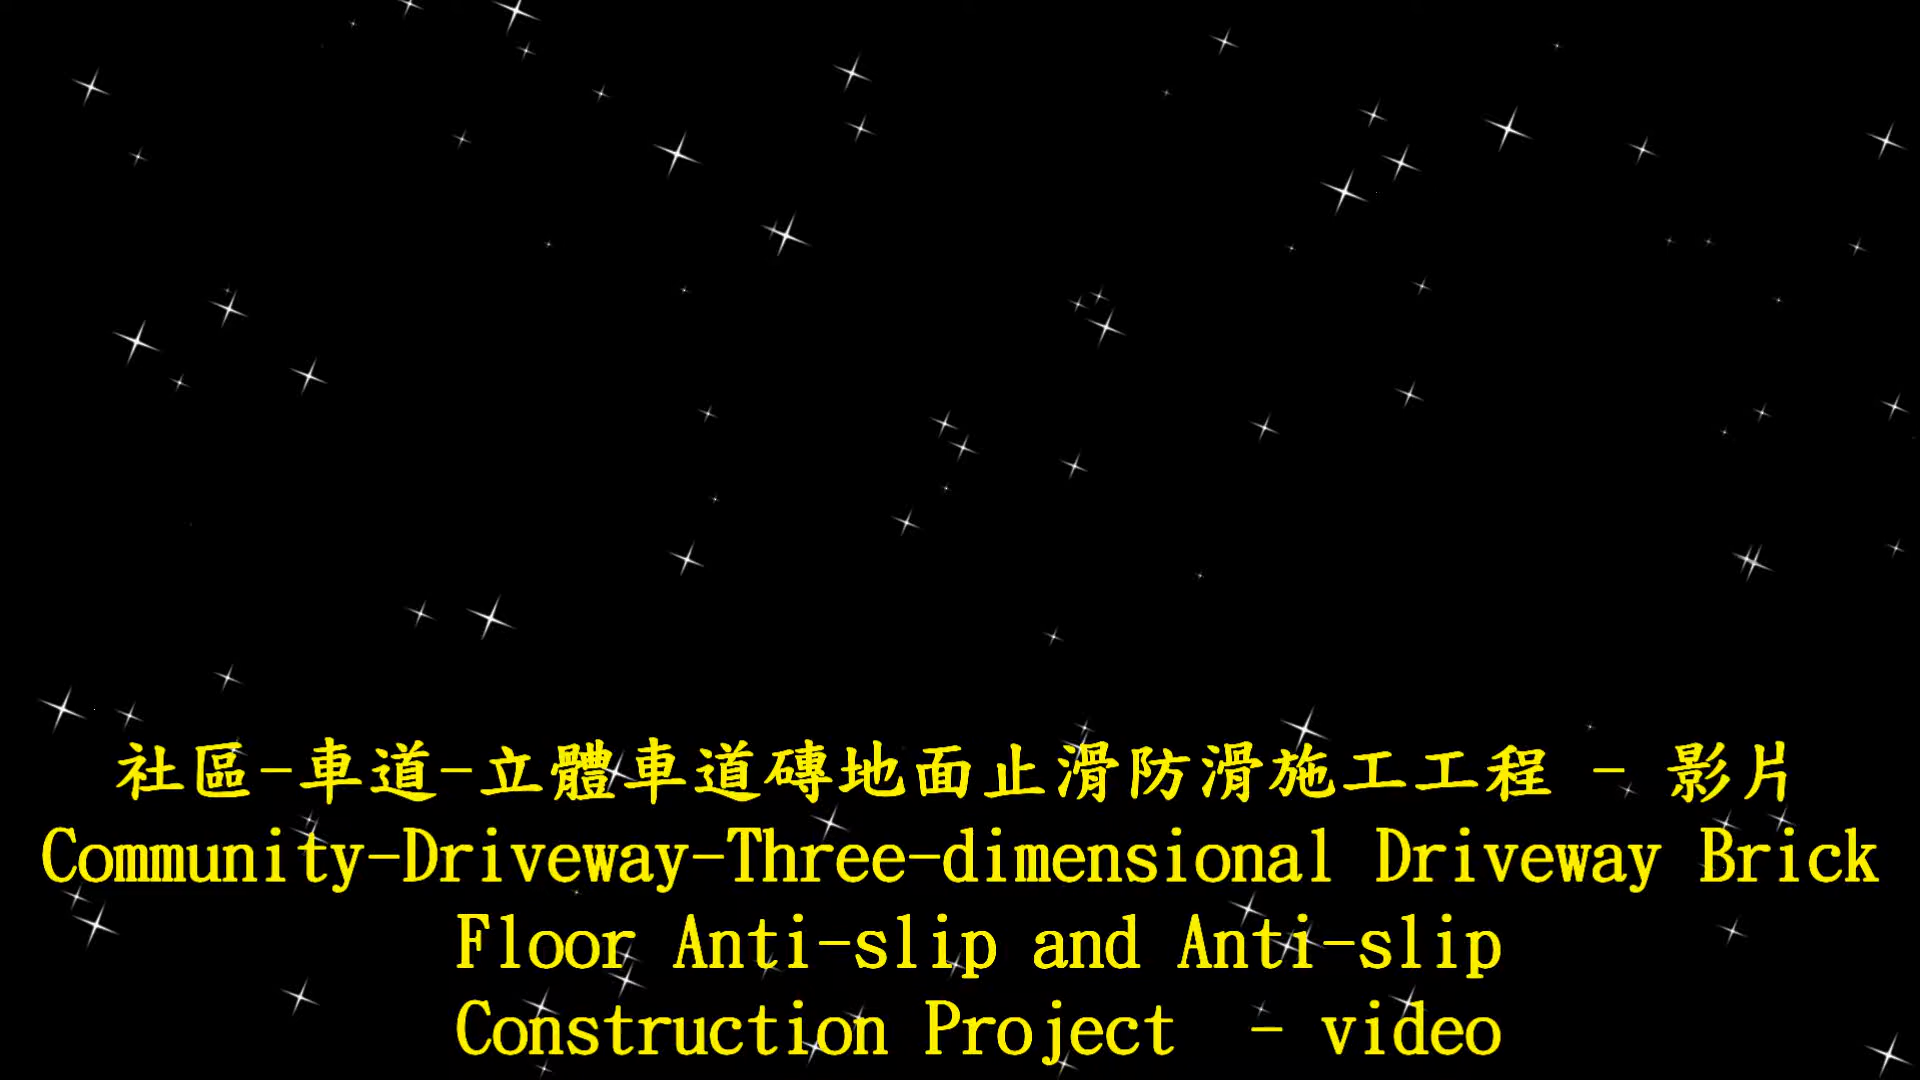 社區-車道-立體車道磚地面止滑防滑施工工程 - 影片
Community-Driveway-Three-dimensional Driveway Brick
Floor Anti-slip and Anti-slip
Construction Project - video